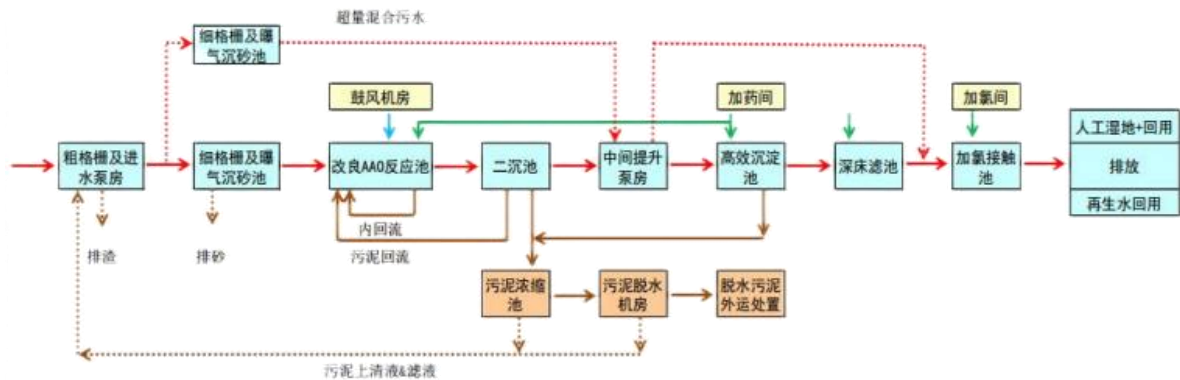 超量混合污水
细格栅及曝
气沉砂池
鼓风机房
加药间
加氯间
粗格栅及进
水泵房
细格栅及曝
气沉砂池
改良AAO反应池
二沉池
中间提升
泵房
高效沉淀
池
深床滤池
加氯接触
池
人工湿地+回用
排放
再生水回用
内回流
污泥回流
排渣
排砂
污泥浓缩
池
污泥脱水
机房
脱水污泥
外运处置
污泥上清液&滤液